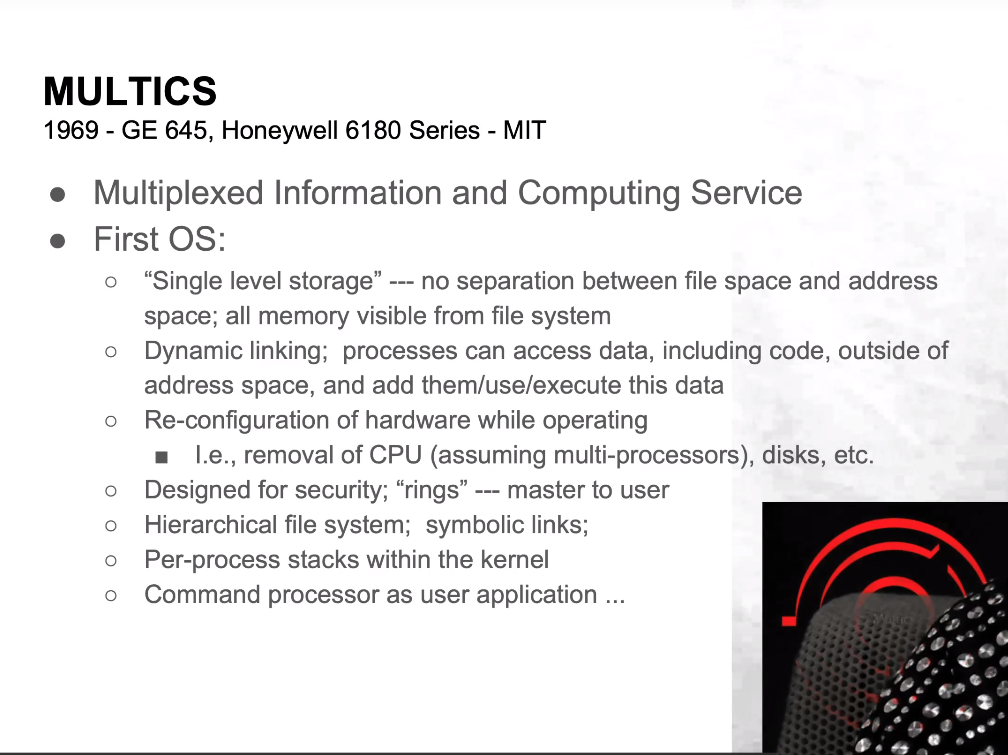 MULTICS
1969 - GE 645, Honeywell 6180 Series - MIT
● Multiplexed Information and Computing Service
● First OS:
○ “Single level storage” --- no separation between file space and address
space; all memory visible from file system
○ Dynamic linking;  processes can access data, including code, outside of
address space, and add them/use/execute this data
○ Re-configuration of hardware while operating
■ I.e., removal of CPU (assuming multi-processors), disks, etc.
○ Designed for security; “rings” --- master to user
○ Hierarchical file system;  symbolic links;
○ Per-process stacks within the kernel
○ Command processor as user application ...